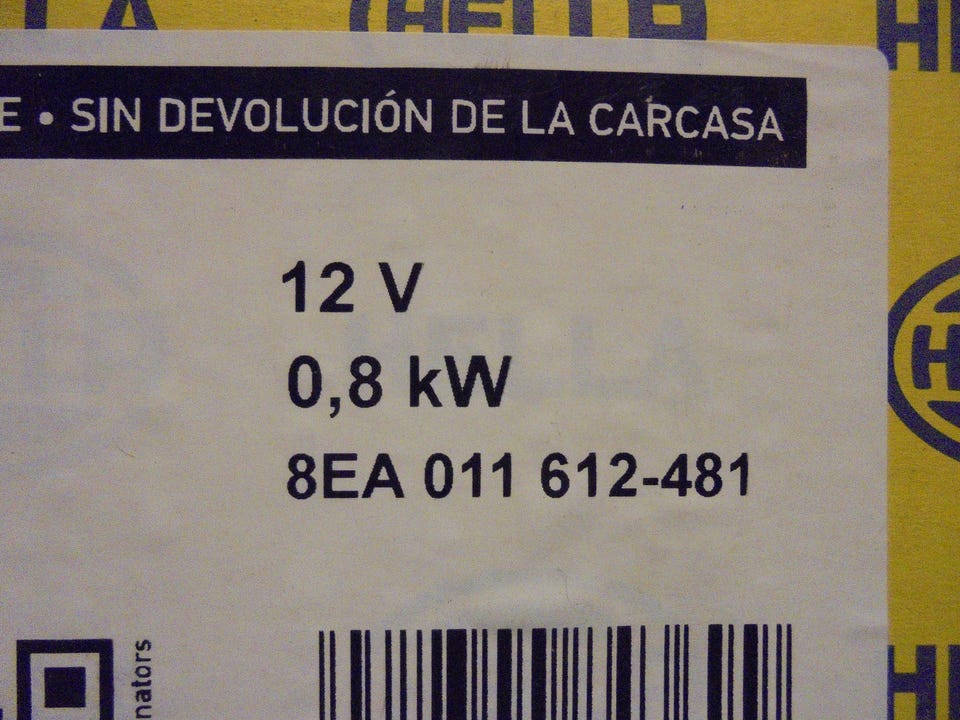 HELLA
E • SIN DEVOLUCIÓN DE LA CARCASA
12 V
0,8 kW
8EA 011 612-481
nators